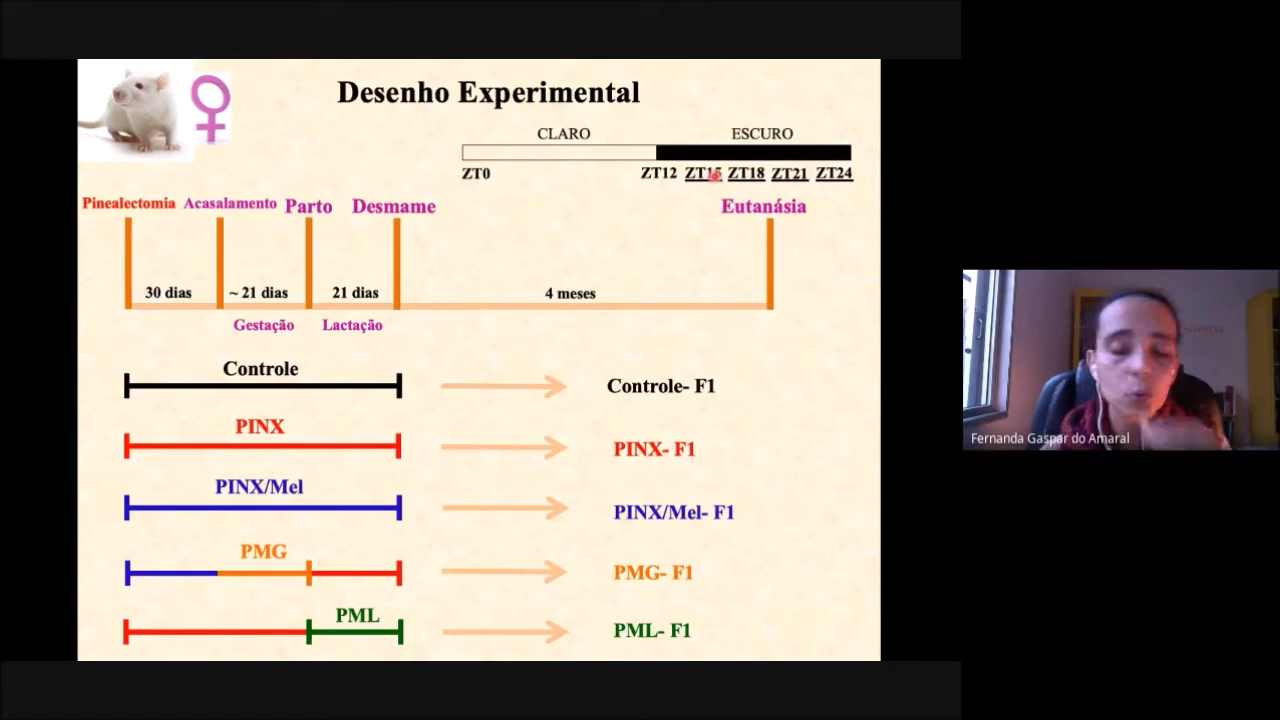 Desenho Experimental
CLARO ESCURO
ZT0 ZT12 ZT15 ZT18 ZT21 ZT24
Pinealectomia Acasalamento Parto Desmame Eutanásia
30 dias ~ 21 dias 21 dias 4 meses
Gestação Lactação
Controle
Controle- F1
PINX
PINX- F1
PINX/Mel
PINX/Mel- F1
PMG
PMG- F1
PML
PML- F1
Fernanda Gaspar do Amaral